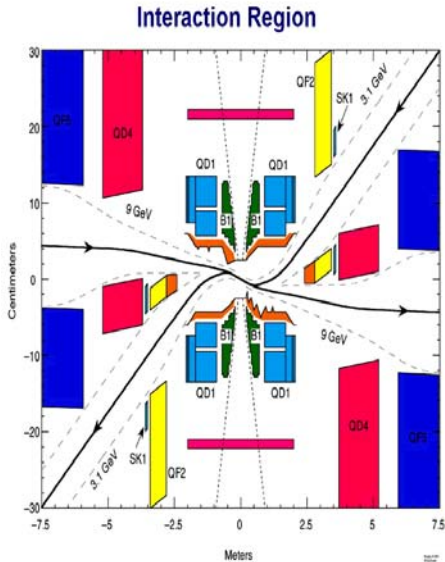 Interaction Region
30
20
10
0
-10
-20
-30
Centimeters
QF5
QD4
QF2
SK1
3.1 GeV
QD1
QD1
B1
B1
9 GeV
9 GeV
B1
B1
QD1
QD1
3.1 GeV
SK1
QF2
QD4
QF5
-7.5
-5
-2.5
0
2.5
5
7.5
Meters